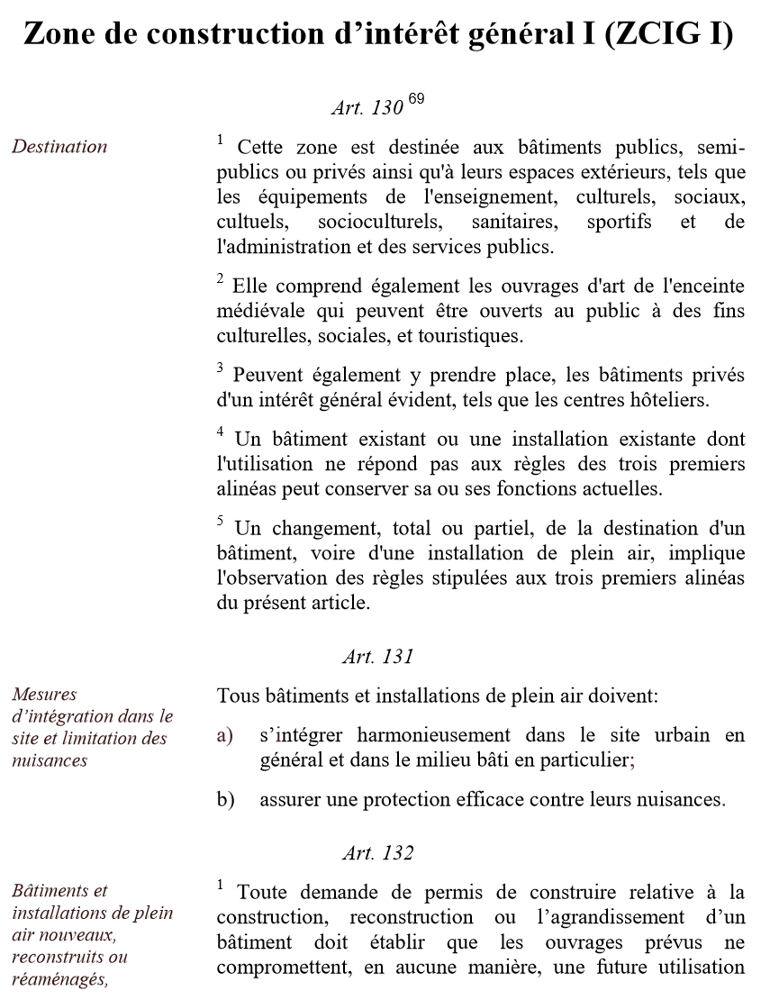 Zone de construction d’intérêt général I (ZCIG I)
Art. 130 69
Destination
1 Cette zone est destinée aux bâtiments publics, semi-
publics ou privés ainsi qu'à leurs espaces extérieurs, tels que
les équipements de l'enseignement, culturels, sociaux,
cultuels, socioculturels, sanitaires, sportifs et de
l'administration et des services publics.
2 Elle comprend également les ouvrages d'art de l'enceinte
médiévale qui peuvent être ouverts au public à des fins
culturelles, sociales, et touristiques.
3 Peuvent également y prendre place, les bâtiments privés
d'un intérêt général évident, tels que les centres hôteliers.
4 Un bâtiment existant ou une installation existante dont
l'utilisation ne répond pas aux règles des trois premiers
alinéas peut conserver sa ou ses fonctions actuelles.
5 Un changement, total ou partiel, de la destination d'un
bâtiment, voire d'une installation de plein air, implique
l'observation des règles stipulées aux trois premiers alinéas
du présent article.
Art. 131
Mesures
d’intégration dans le
site et limitation des
nuisances
Tous bâtiments et installations de plein air doivent:
a) s’intégrer harmonieusement dans le site urbain en
général et dans le milieu bâti en particulier;
b) assurer une protection efficace contre leurs nuisances.
Art. 132
Bâtiments et
installations de plein
air nouveaux,
reconstruits ou
réaménagés,
1 Toute demande de permis de construire relative à la
construction, reconstruction ou l’agrandissement d’un
bâtiment doit établir que les ouvrages prévus ne
compromettent, en aucune manière, une future utilisation